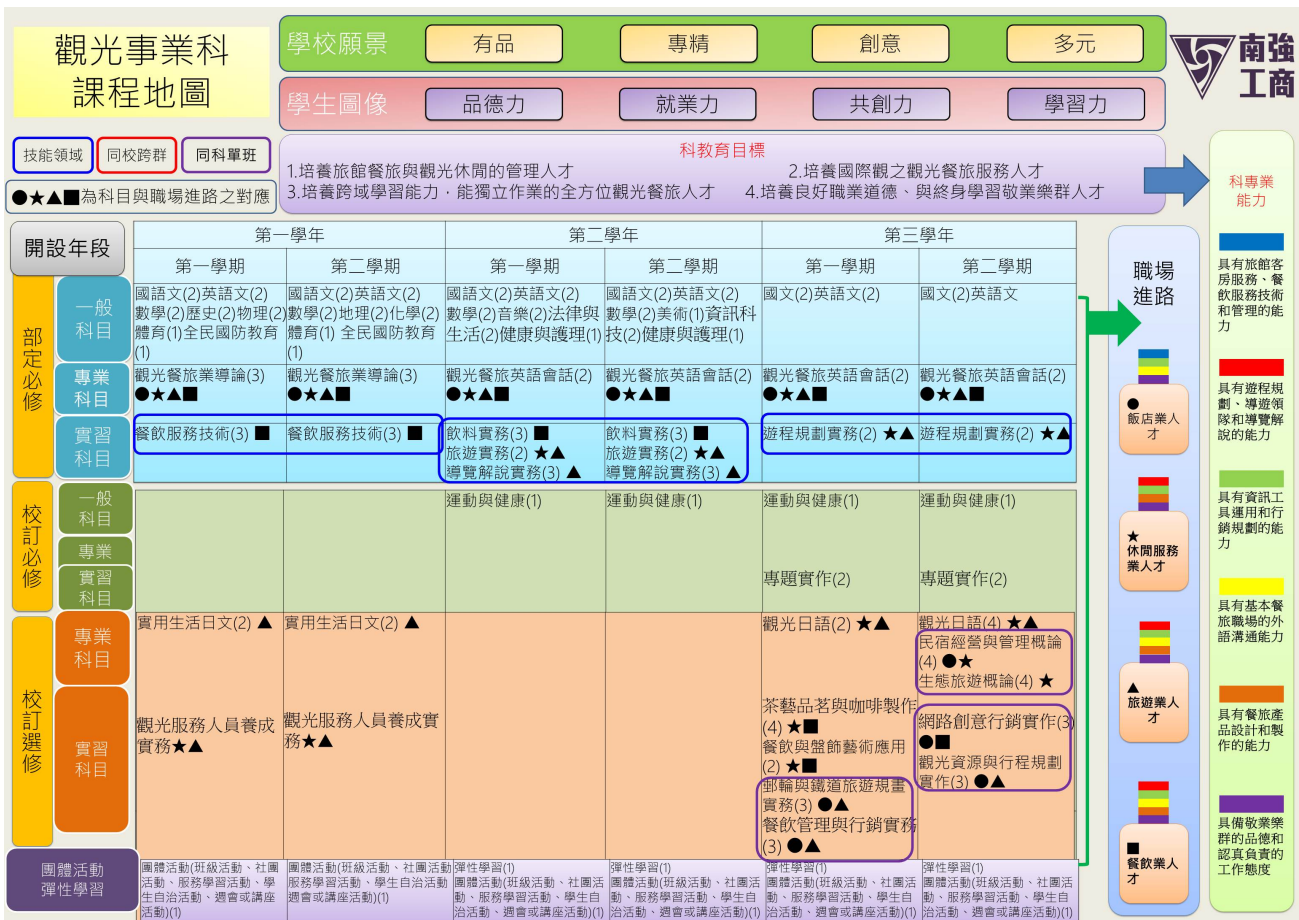 觀光事業科
課程地圖
學校願景
有品
專精
創意
多元
學生圖像
品德力
就業力
共創力
學習力
南強
工商
技能領域
同校跨群
同科單班
●★▲■為科目與職場進路之對應
科教育目標
1.培養旅館餐旅與觀光休閒的管理人才
2.培養國際觀之觀光餐旅服務人才
3.培養跨域學習能力，能獨立作業的全方位觀光餐旅人才
4.培養良好職業道德、與終身學習敬業樂群人才
科專業
能力
開設年段
第一學年
第二學年
第三學年
第一學期
第二學期
第一學期
第二學期
第一學期
第二學期
部定必修
一般
科目
國語文(2)英語文(2)
數學(2)歷史(2)物理(2)
體育(1)全民國防教育
(1)
國語文(2)英語文(2)
數學(2)地理(2)化學(2)
體育(1) 全民國防教育
(1)
國語文(2)英語文(2)
數學(2)音樂(2)法律與
生活(2)健康與護理(1)
國語文(2)英語文(2)
數學(2)美術(1)資訊科
技(2)健康與護理(1)
國文(2)英語文(2)
國文(2)英語文
專業
科目
觀光餐旅業導論(3)
●★▲■
觀光餐旅業導論(3)
●★▲■
觀光餐旅英語會話(2)
●★▲■
觀光餐旅英語會話(2)
●★▲■
觀光餐旅英語會話(2)
●★▲■
觀光餐旅英語會話(2)
●★▲■
實習
科目
餐飲服務技術(3) ■
餐飲服務技術(3) ■
飲料實務(3) ■
旅遊實務(2) ★▲
導覽解說實務(3) ▲
飲料實務(3) ■
旅遊實務(2) ★▲
導覽解說實務(3) ▲
遊程規劃實務(2) ★▲
遊程規劃實務(2) ★▲
校訂必修
一般
科目
運動與健康(1)
運動與健康(1)
運動與健康(1)
運動與健康(1)
專業
實習
科目
專題實作(2)
專題實作(2)
校訂選修
專業
科目
實用生活日文(2) ▲
實用生活日文(2) ▲
觀光日語(2) ★▲
觀光日語(4) ★▲
民宿經營與管理概論
(4) ●★
生態旅遊概論(4) ★
實習
科目
觀光服務人員養成
實務★▲
觀光服務人員養成實
務★▲
茶藝品茗與咖啡製作
(4) ★■
餐飲與盤飾藝術應用
(2) ★■
郵輪與鐵道旅遊規畫
實務(3) ●▲
餐飲管理與行銷實務
(3) ●▲
網路創意行銷實作(3)
●■
觀光資源與行程規劃
實作(3) ●▲
團體活動
彈性學習
團體活動(班級活動、社團
活動、服務學習活動、學
生自治活動、週會或講座
活動)(1)
團體活動(班級活動、社團活動
服務學習活動、學生自治活動
週會或講座活動)(1)
彈性學習(1)
團體活動(班級活動、社團活
動、服務學習活動、學生自
治活動、週會或講座活動)(1)
彈性學習(1)
團體活動(班級活動、社團活
動、服務學習活動、學生自
治活動、週會或講座活動)(1)
彈性學習(1)
團體活動(班級活動、社團活
動、服務學習活動、學生自
治活動、週會或講座活動)(1)
彈性學習(1)
團體活動(班級活動、社團活
動、服務學習活動、學生自
治活動、週會或講座活動)(1)
職場
進路
●
飯店業人
才
★
休閒服務
業人才
▲
旅遊業人
才
■
餐飲業人
才
具有旅館客
房服務、餐
飲服務技術
和管理的能
力
具有遊程規
劃、導遊領
隊和導覽解
說的能力
具有資訊工
具運用和行
銷規劃的能
力
具有基本餐
旅職場的外
語溝通能力
具有餐旅產
品設計和製
作的能力
具備敬業樂
群的品德和
認真負責的
工作態度